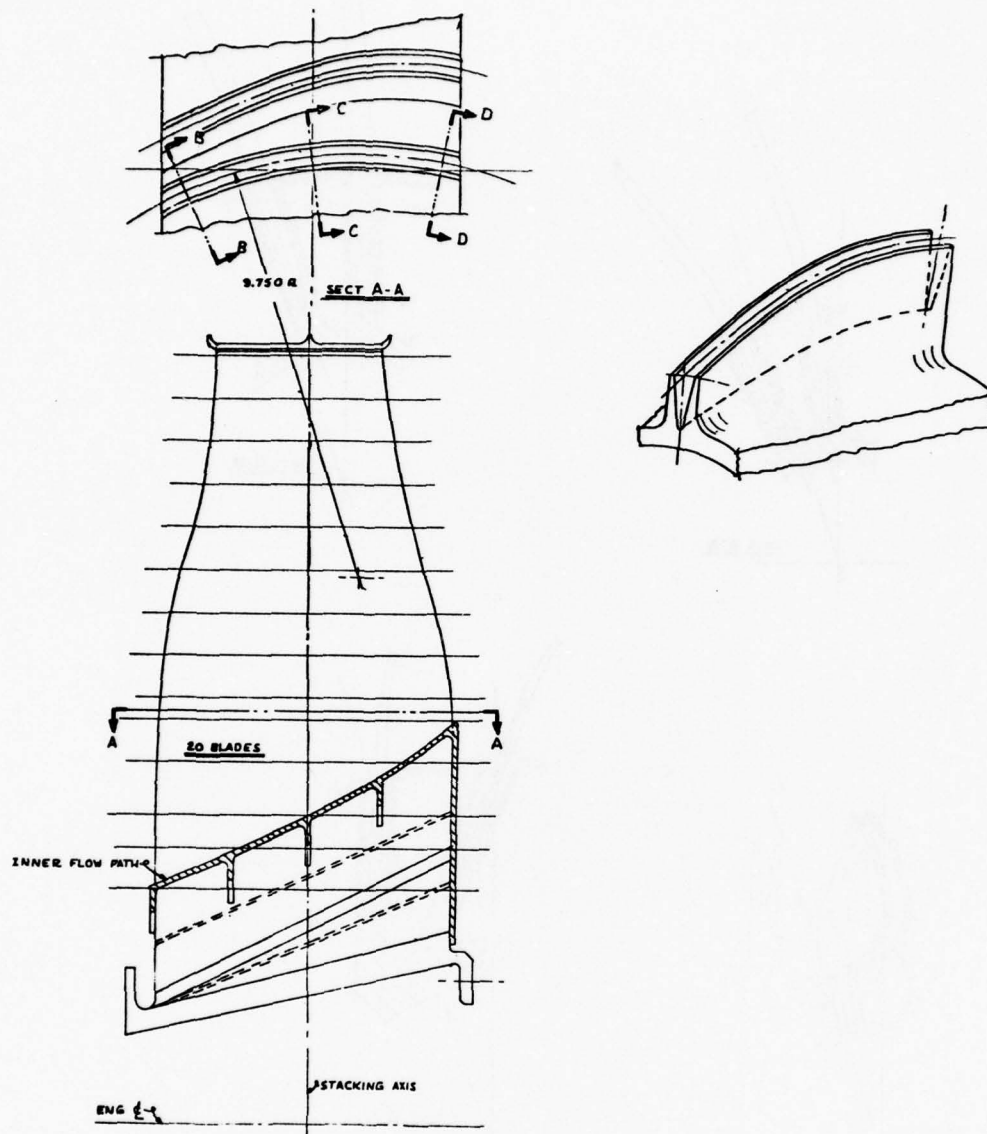 C
D
B
B
C
D
9.750 R
SECT A-A
A
A
20 BLADES
INNER FLOW PATH
STACKING AXIS
ENG ℄